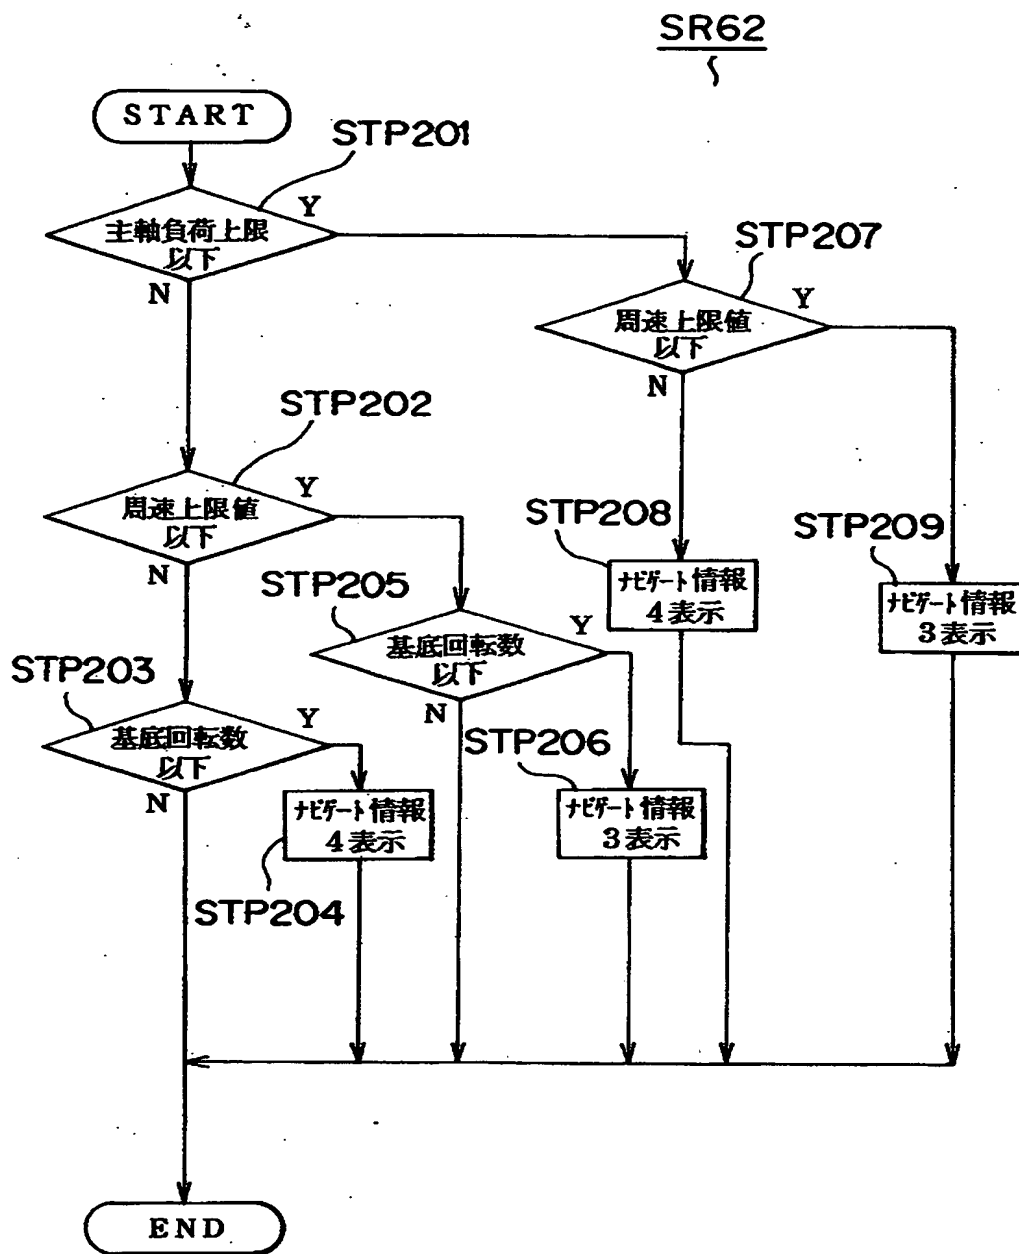 SR62
START
STP201
主軸負荷上限
以下
Y
N
STP207
周速上限値
以下
Y
N
STP202
周速上限値
以下
Y
N
STP208
ナビゲート情報
4表示
STP209
ナビゲート情報
3表示
STP205
基底回転数
以下
Y
N
STP203
基底回転数
以下
Y
N
STP206
ナビゲート情報
3表示
ナビゲート情報
4表示
STP204
END